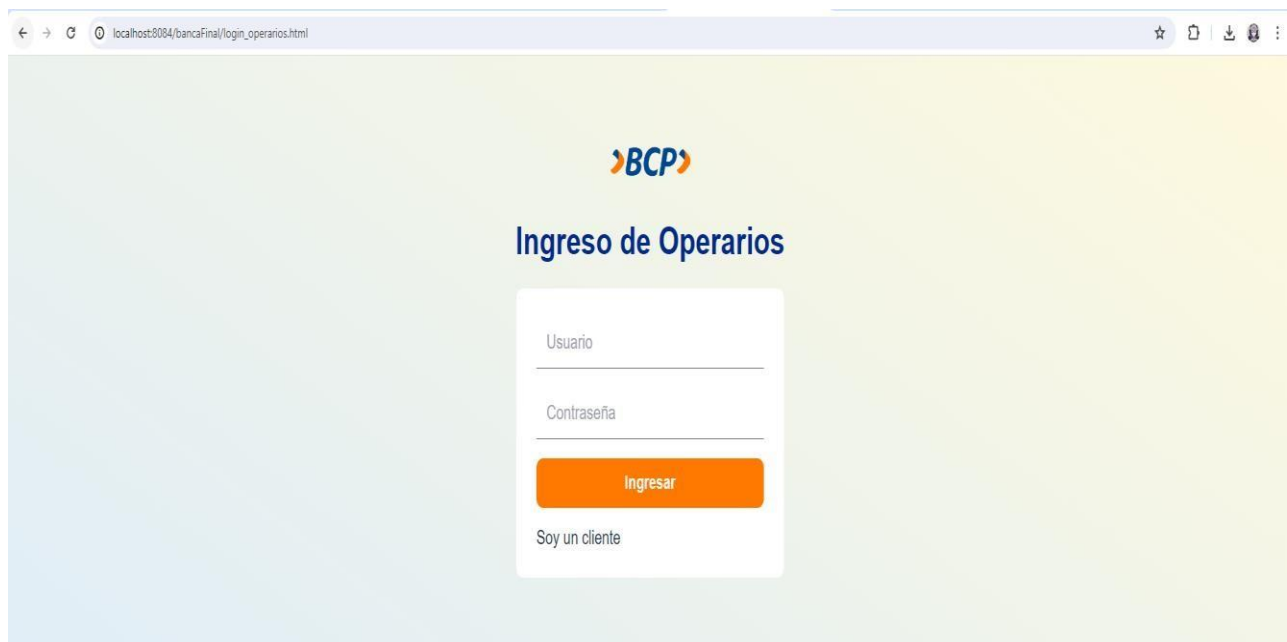 localhost:8084/bancaFinal/login_operarios.html
BCP
Ingreso de Operarios
Usuario
Contraseña
Ingresar
Soy un cliente